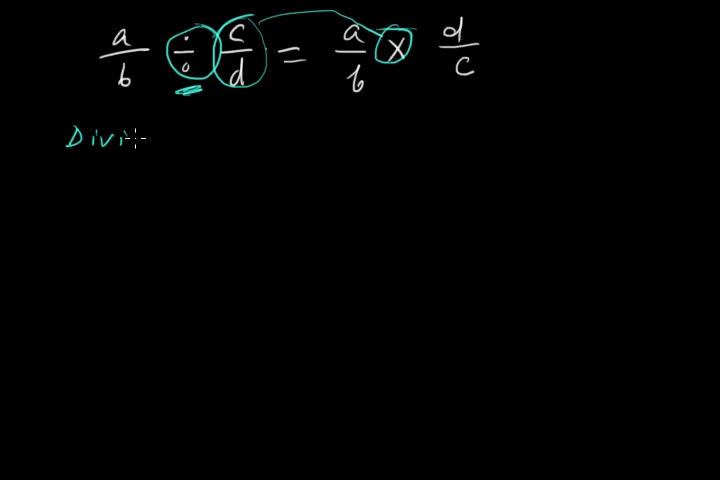 a/b ÷ c/d = a/b × d/c
Divi